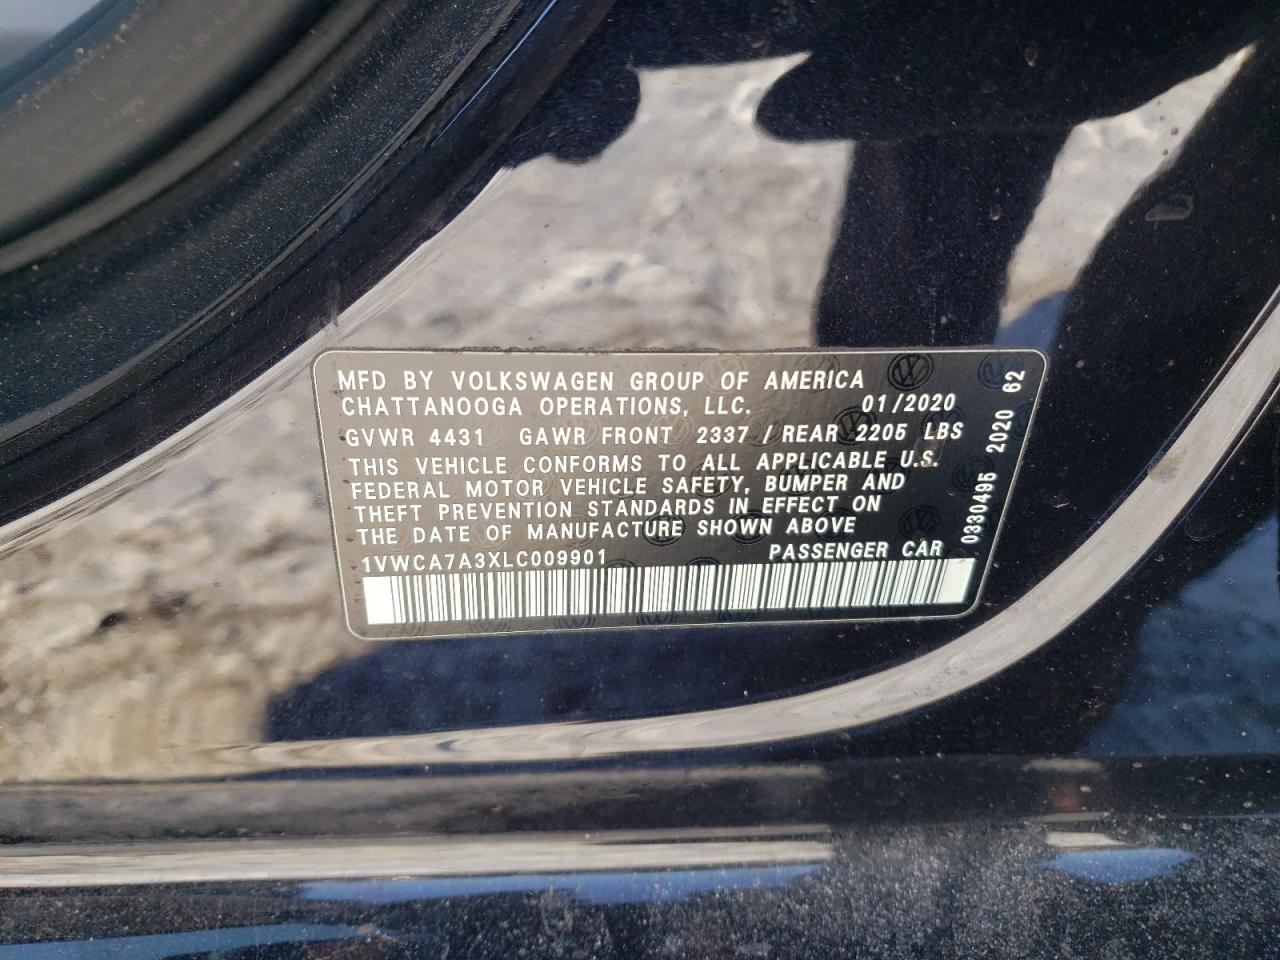 MFD BY VOLKSWAGEN GROUP OF AMERICA
CHATTANOOGA OPERATIONS, LLC. 01/2020
GVWR 4431 GAWR FRONT 2337 / REAR 2205 LBS
THIS VEHICLE CONFORMS TO ALL APPLICABLE U.S.
FEDERAL MOTOR VEHICLE SAFETY, BUMPER AND
THEFT PREVENTION STANDARDS IN EFFECT ON
THE DATE OF MANUFACTURE SHOWN ABOVE
1VWCA7A3XLC009901 PASSENGER CAR
0330495 2020 62